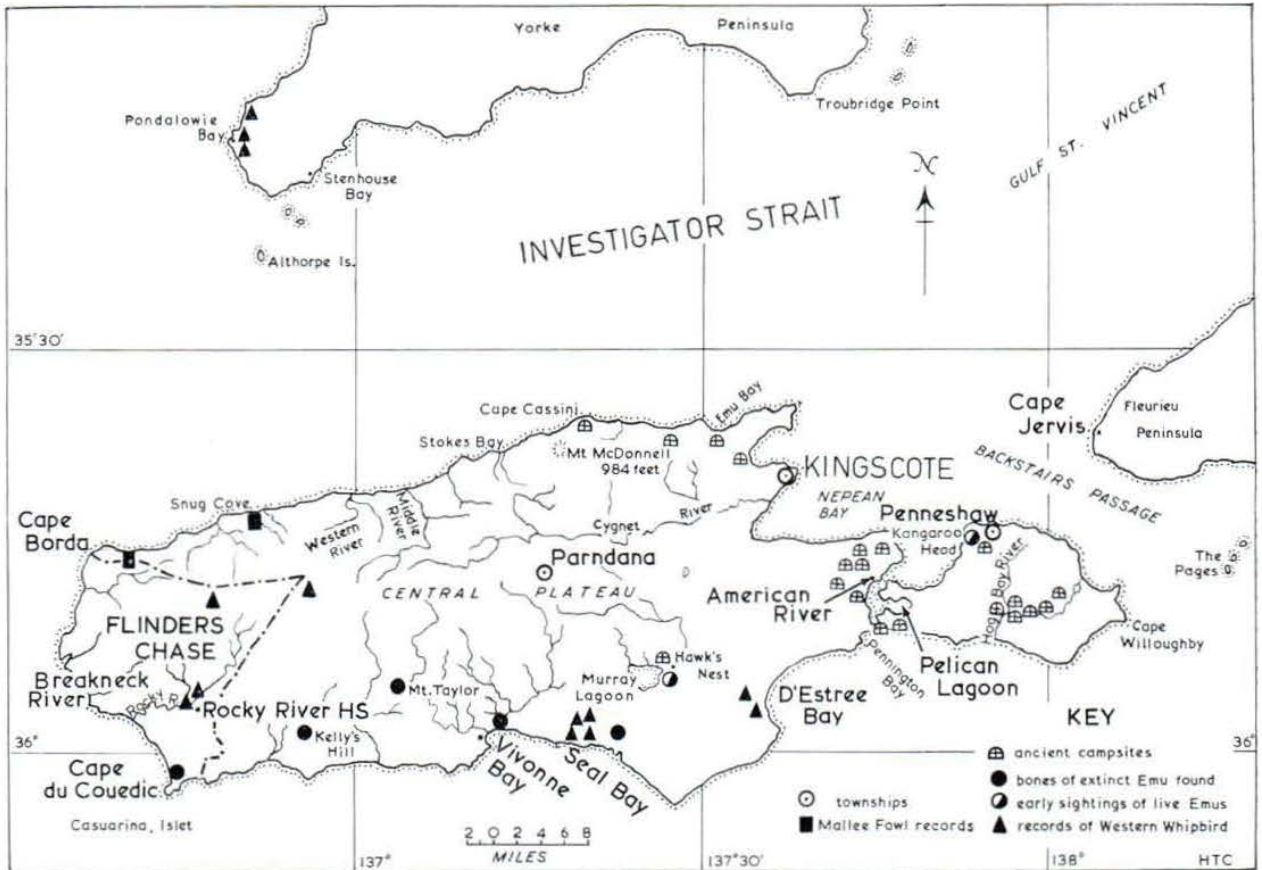 Yorke Peninsula
Pondalowie
Bay
Troubridge Point
GULF ST. VINCENT
Stenhouse
Bay
N
INVESTIGATOR STRAIT
Althorpe Is.
35°30'
Cape Cassini
Emu Bay
Cape
Jervis
Fleurieu
Peninsula
Stokes Bay
Mt McDonnell
984 feet
KINGSCOTE
BACKSTAIRS PASSAGE
NEPEAN
BAY
Snug Cove
Cape
Borda
Western
River
Middle
River
Cygnet River
Penneshaw
Kangaroo
Head
The
Pages
Parndana
CENTRAL PLATEAU
American
River
Hog Bay River
FLINDERS
CHASE
Cape
Willoughby
Hawk's
Nest
Murray
Lagoon
Pennington
Bay
Pelican
Lagoon
Breakneck
River
Rocky R.
Rocky River HS
Mt. Taylor
D'Estree
Bay
Kelly's
Hill
Vivonne
Bay
Seal Bay
36°
36°
Cape
du Couedic
Casuarina, Islet
KEY
ancient campsites
bones of extinct Emu found
townships
early sightings of live Emus
Mallee Fowl records
records of Western Whipbird
2 0 2 4 6 8
MILES
137°
137°30'
138°
HTC